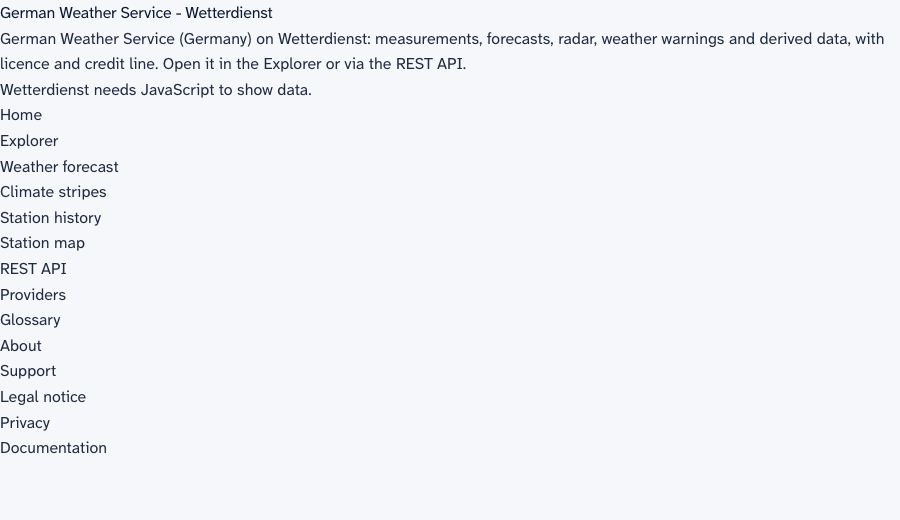 German Weather Service - Wetterdienst
German Weather Service (Germany) on Wetterdienst: measurements, forecasts, radar, weather warnings and derived data, with
licence and credit line. Open it in the Explorer or via the REST API.
Wetterdienst needs JavaScript to show data.
Home
Explorer
Weather forecast
Climate stripes
Station history
Station map
REST API
Providers
Glossary
About
Support
Legal notice
Privacy
Documentation